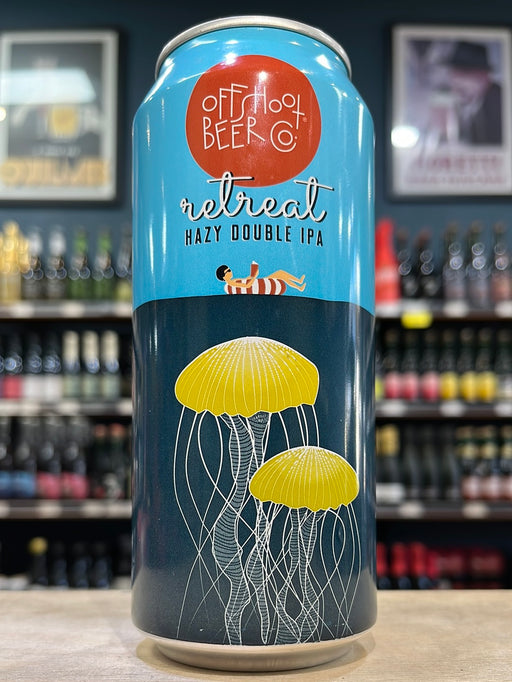 OFFSHOOT
BEER CO.
retreat
HAZY DOUBLE IPA